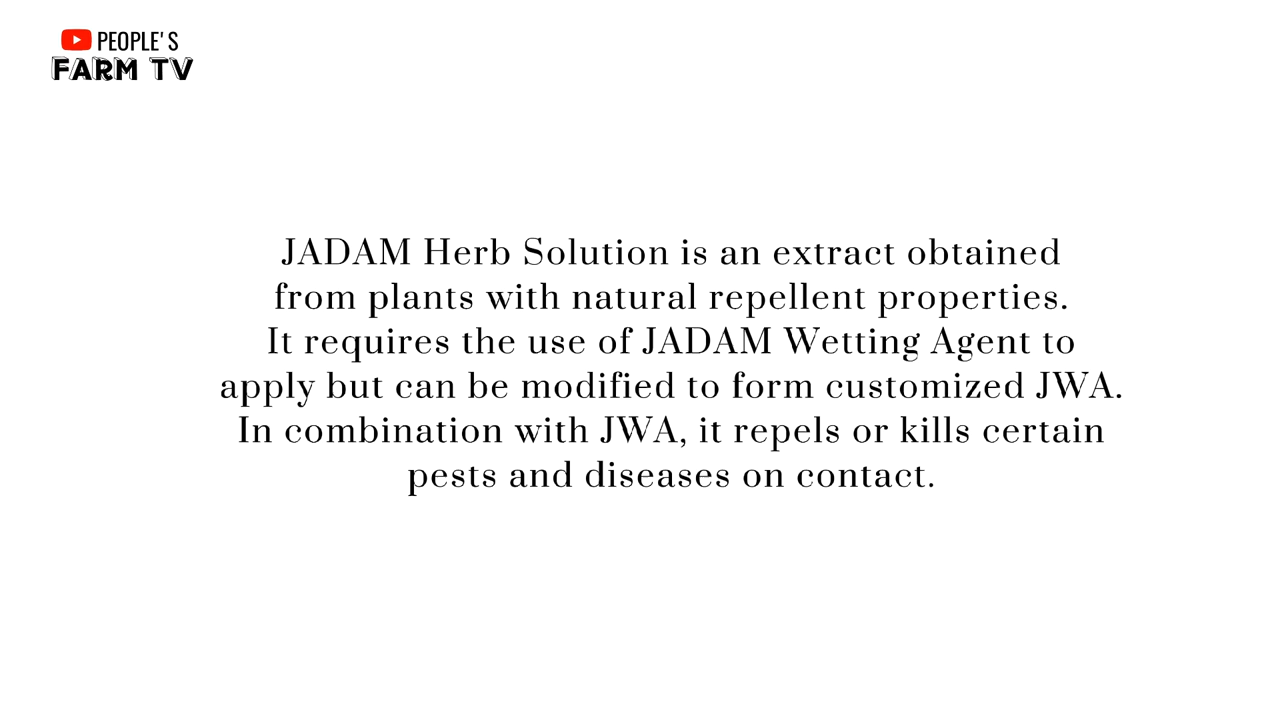 PEOPLE'S
FARM TV
JADAM Herb Solution is an extract obtained
from plants with natural repellent properties.
It requires the use of JADAM Wetting Agent to
apply but can be modified to form customized JWA.
In combination with JWA, it repels or kills certain
pests and diseases on contact.